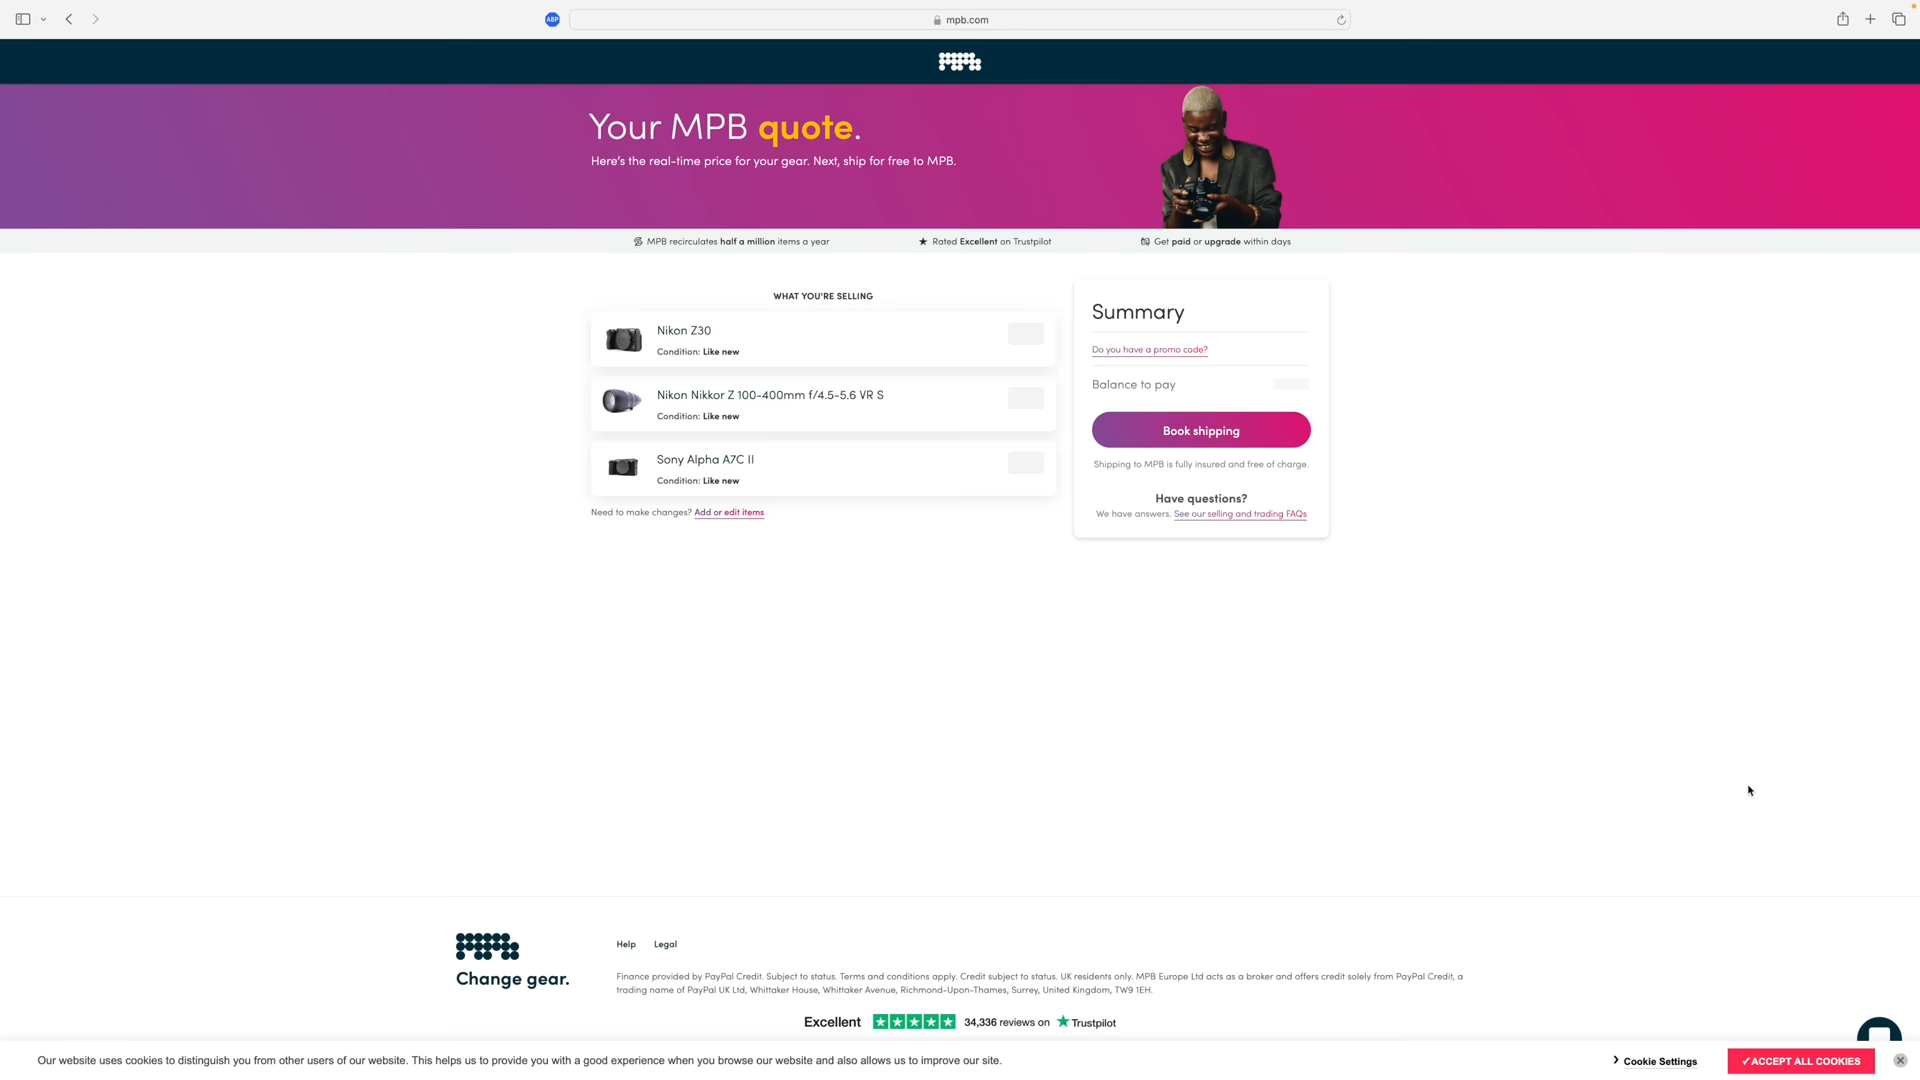 ABP
mpb.com
Your MPB quote.
Here's the real-time price for your gear. Next, ship for free to MPB.
MPB recirculates half a million items a year
Rated Excellent on Trustpilot
Get paid or upgrade within days
WHAT YOU'RE SELLING
Nikon Z30
Condition: Like new
Nikon Nikkor Z 100-400mm f/4.5-5.6 VR S
Condition: Like new
Sony Alpha A7C II
Condition: Like new
Need to make changes? Add or edit items
Summary
Do you have a promo code?
Balance to pay
Book shipping
Shipping to MPB is fully insured and free of charge.
Have questions?
We have answers. See our selling and trading FAQs
Change gear.
Help Legal
Finance provided by PayPal Credit. Subject to status. Terms and conditions apply. Credit subject to status. UK residents only. MPB Europe Ltd acts as a broker and offers credit solely from PayPal Credit, a
trading name of PayPal UK Ltd, Whittaker House, Whittaker Avenue, Richmond-Upon-Thames, Surrey, United Kingdom, TW9 1EH.
Excellent 34,336 reviews on Trustpilot
Our website uses cookies to distinguish you from other users of our website. This helps us to provide you with a good experience when you browse our website and also allows us to improve our site.
Cookie Settings
✓ACCEPT ALL COOKIES